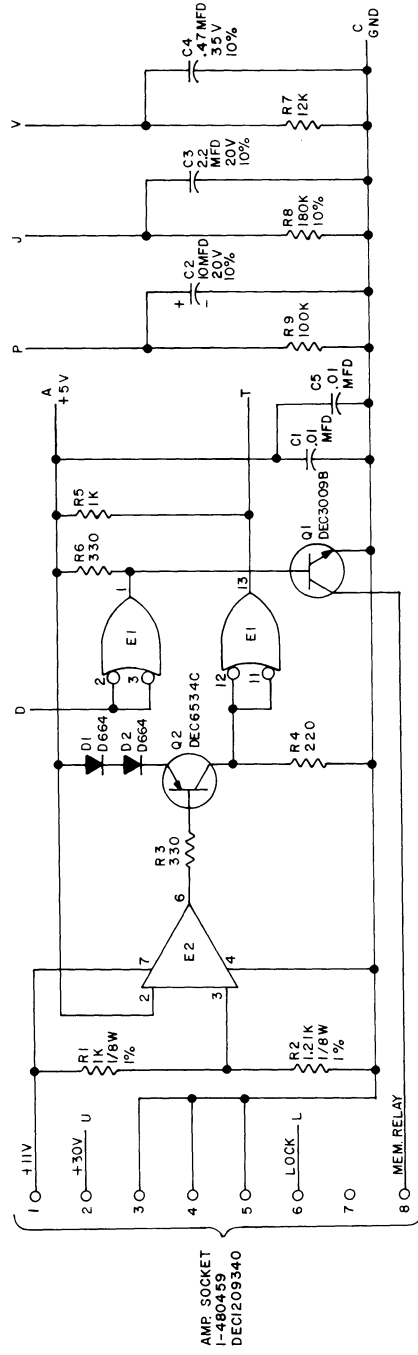 AMP. SOCKET
1-480459
DEC1209340
1
+11V
2
+30V
U
3
4
5
6
LOCK
L
7
8
MEM. RELAY
R1
1K
1/8W
1%
R2
1.21K
1/8W
1%
2
7
3
4
6
E2
R3
330
D1
D664
D2
D664
Q2
DEC6534C
R4
220
D
2
3
E1
1
12
11
E1
13
R6
330
R5
1K
A
+5V
T
Q1
DEC3009B
C1
.01
MFD
C5
.01
MFD
P
+
-
C2
10MFD
20V
10%
R9
100K
J
C3
2.2
MFD
20V
10%
R8
180K
10%
V
C4
.47MFD
35V
10%
R7
12K
C
GND